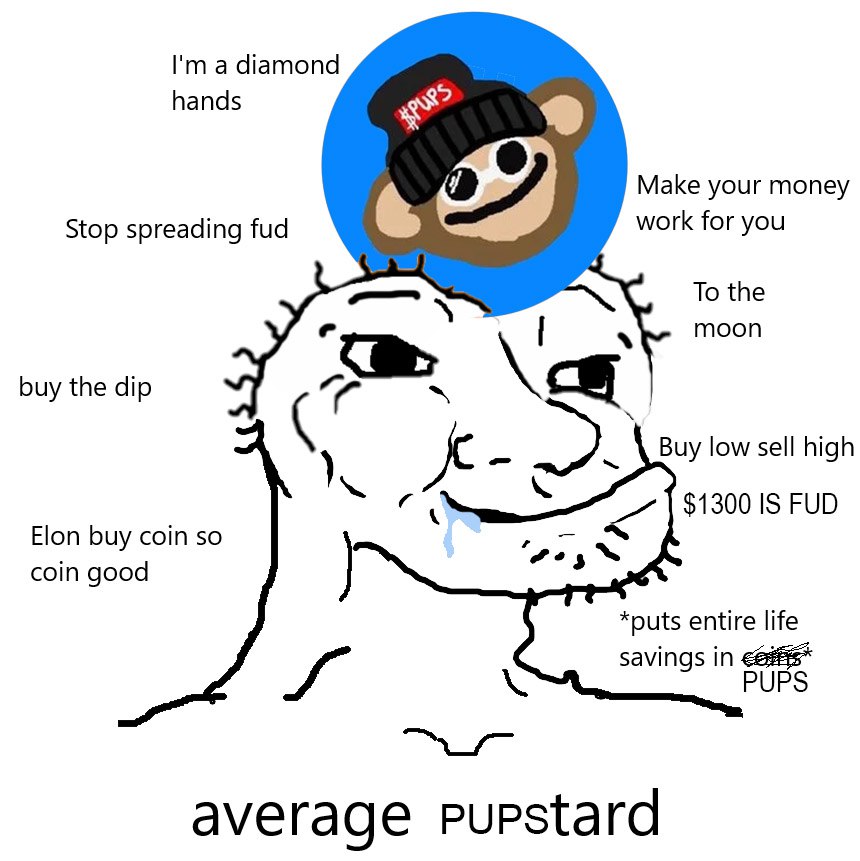 I'm a diamond
hands
$PUPS
Make your money
work for you
Stop spreading fud
To the
moon
buy the dip
Buy low sell high
$1300 IS FUD
Elon buy coin so
coin good
*puts entire life
savings in coins*
PUPS
average PUPStard